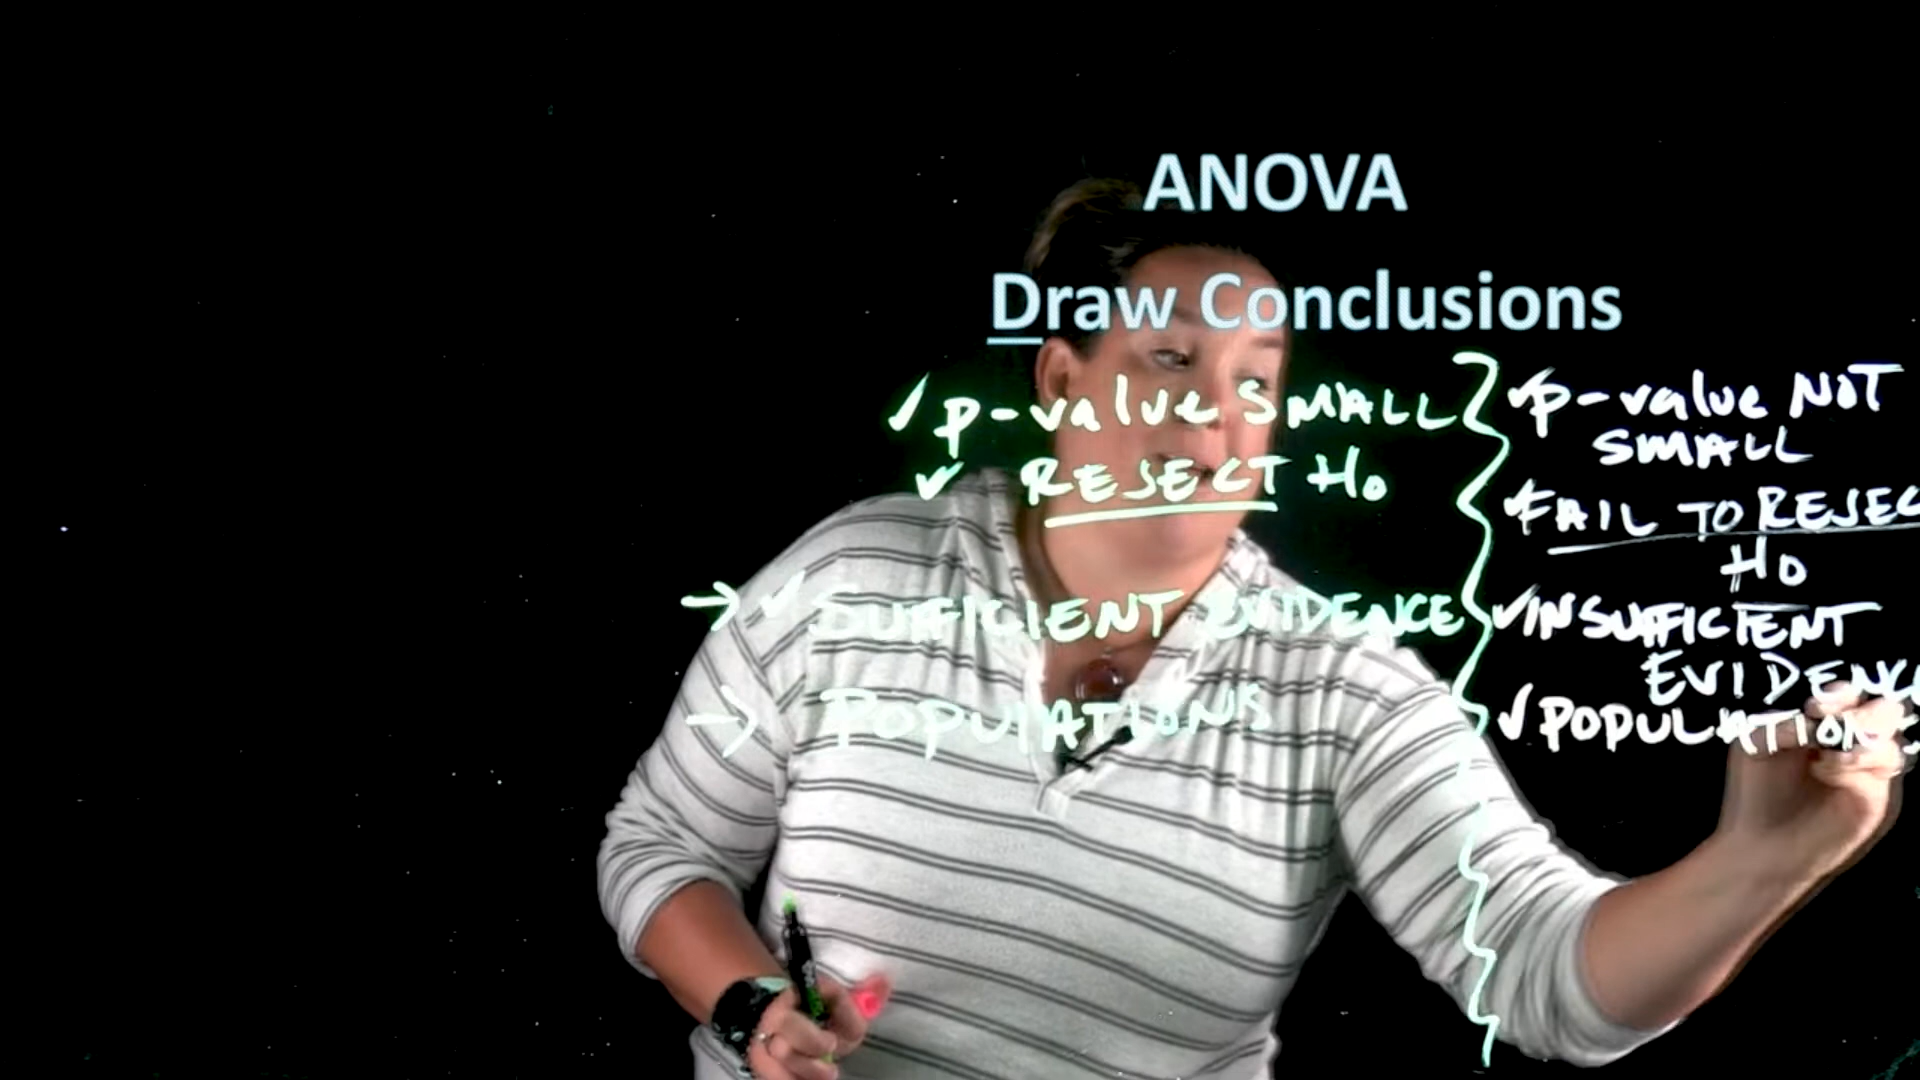 ANOVA
Draw Conclusions
✓ p-value SMALL
✓ REJECT Ho
→ ✓ SUFFICIENT EVIDENCE
→ POPULATIONS
✓ p-value NOT
SMALL
✓ FAIL TO REJEC
Ho
✓ INSUFFICIENT
EVIDENC
✓ POPULATIONS